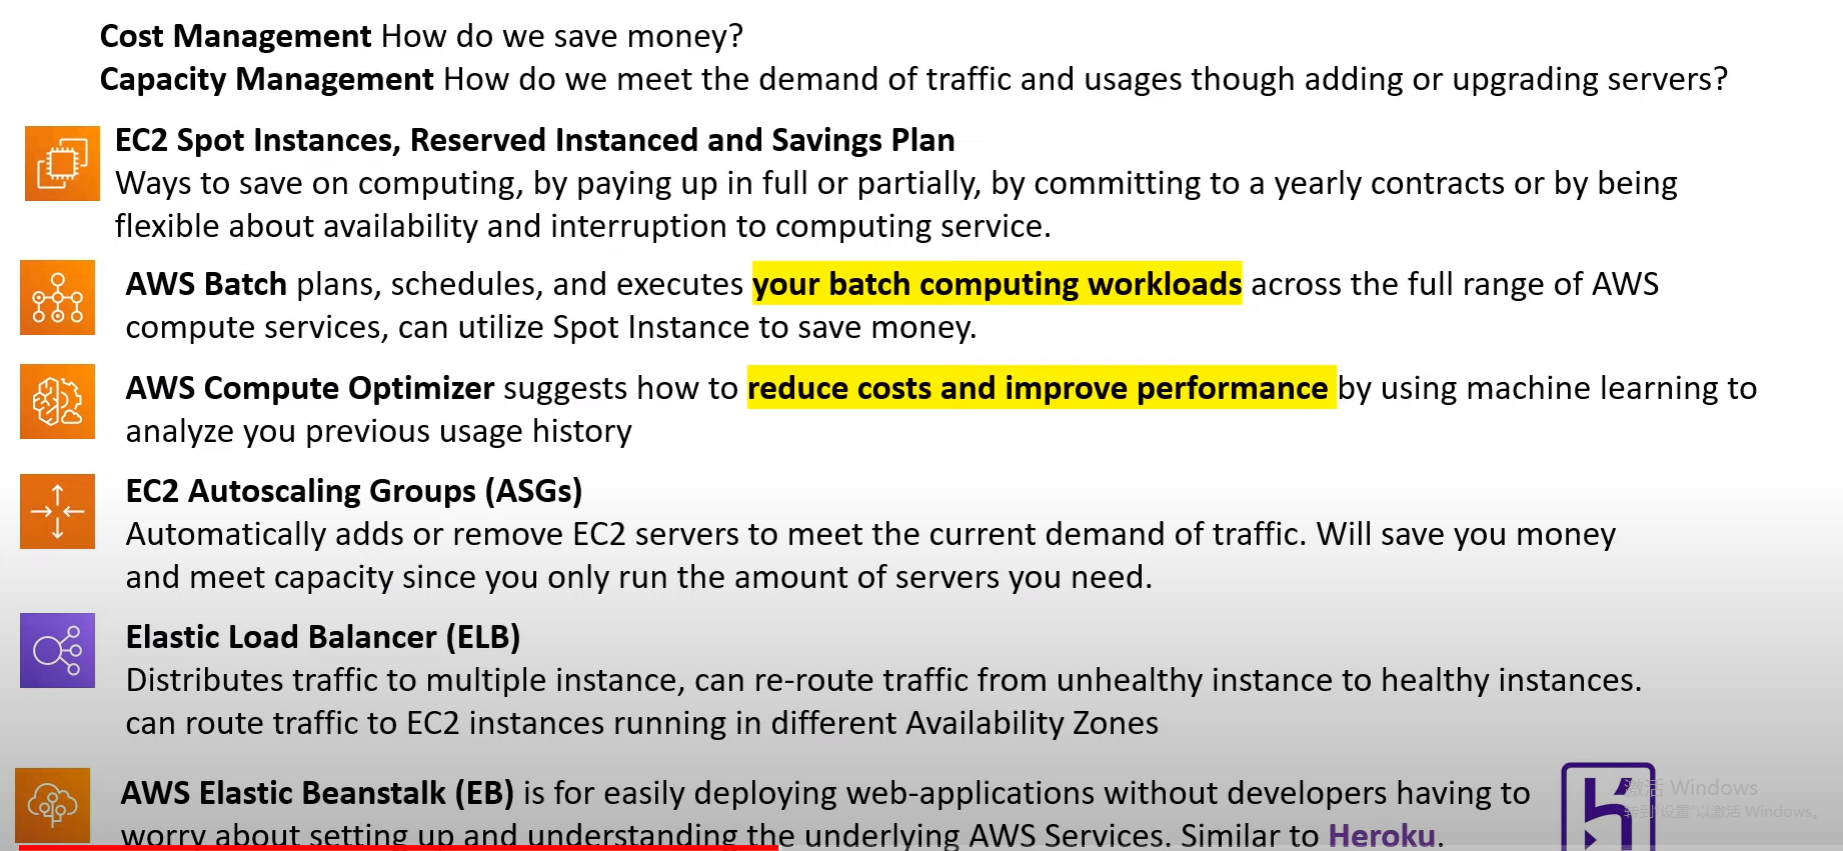 Cost Management How do we save money?
Capacity Management How do we meet the demand of traffic and usages though adding or upgrading servers?
EC2 Spot Instances, Reserved Instanced and Savings Plan
Ways to save on computing, by paying up in full or partially, by committing to a yearly contracts or by being
flexible about availability and interruption to computing service.
AWS Batch plans, schedules, and executes your batch computing workloads across the full range of AWS
compute services, can utilize Spot Instance to save money.
AWS Compute Optimizer suggests how to reduce costs and improve performance by using machine learning to
analyze you previous usage history
EC2 Autoscaling Groups (ASGs)
Automatically adds or remove EC2 servers to meet the current demand of traffic. Will save you money
and meet capacity since you only run the amount of servers you need.
Elastic Load Balancer (ELB)
Distributes traffic to multiple instance, can re-route traffic from unhealthy instance to healthy instances.
can route traffic to EC2 instances running in different Availability Zones
AWS Elastic Beanstalk (EB) is for easily deploying web-applications without developers having to
worry about setting up and understanding the underlying AWS Services. Similar to Heroku.
激活 Windows
转到"设置"以激活 Windows。